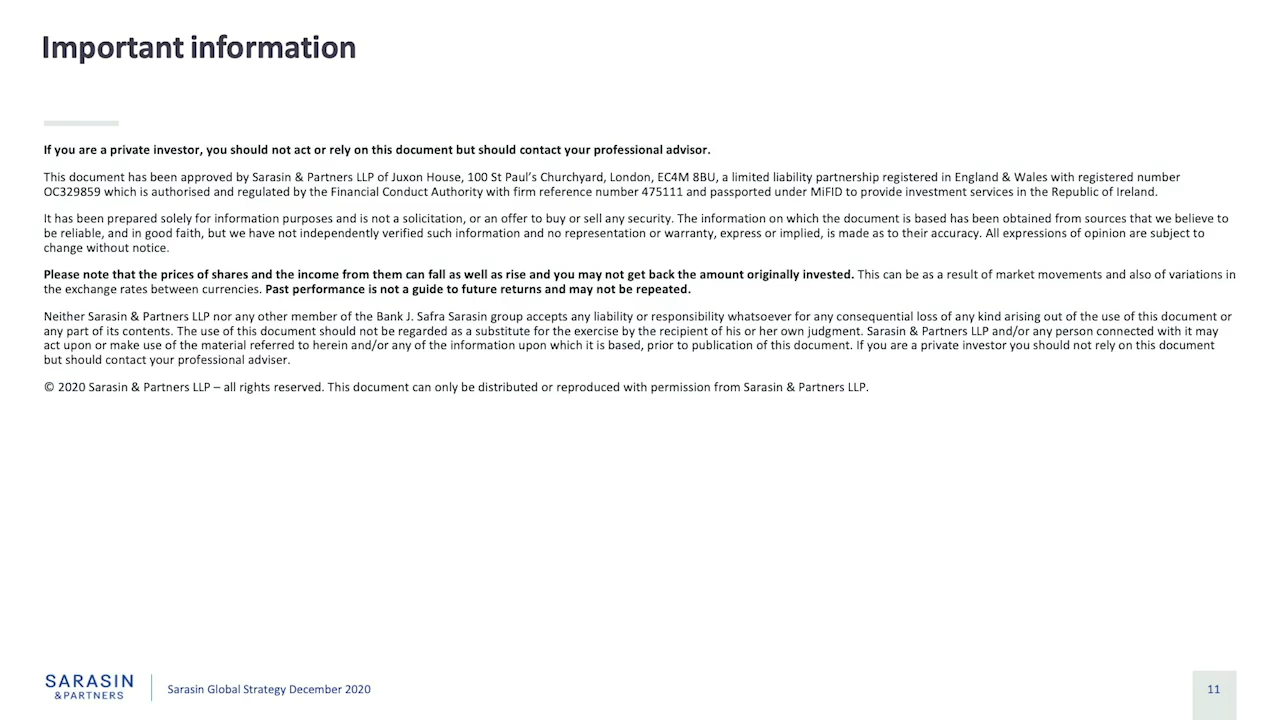 Important information
If you are a private investor, you should not act or rely on this document but should contact your professional advisor.
This document has been approved by Sarasin & Partners LLP of Juxon House, 100 St Paul’s Churchyard, London, EC4M 8BU, a limited liability partnership registered in England & Wales with registered number
OC329859 which is authorised and regulated by the Financial Conduct Authority with firm reference number 475111 and passported under MiFID to provide investment services in the Republic of Ireland.
It has been prepared solely for information purposes and is not a solicitation, or an offer to buy or sell any security. The information on which the document is based has been obtained from sources that we believe to
be reliable, and in good faith, but we have not independently verified such information and no representation or warranty, express or implied, is made as to their accuracy. All expressions of opinion are subject to
change without notice.
Please note that the prices of shares and the income from them can fall as well as rise and you may not get back the amount originally invested. This can be as a result of market movements and also of variations in
the exchange rates between currencies. Past performance is not a guide to future returns and may not be repeated.
Neither Sarasin & Partners LLP nor any other member of the Bank J. Safra Sarasin group accepts any liability or responsibility whatsoever for any consequential loss of any kind arising out of the use of this document or
any part of its contents. The use of this document should not be regarded as a substitute for the exercise by the recipient of his or her own judgment. Sarasin & Partners LLP and/or any person connected with it may
act upon or make use of the material referred to herein and/or any of the information upon which it is based, prior to publication of this document. If you are a private investor you should not rely on this document
but should contact your professional adviser.
© 2020 Sarasin & Partners LLP – all rights reserved. This document can only be distributed or reproduced with permission from Sarasin & Partners LLP.
SARASIN
& PARTNERS
Sarasin Global Strategy December 2020
11